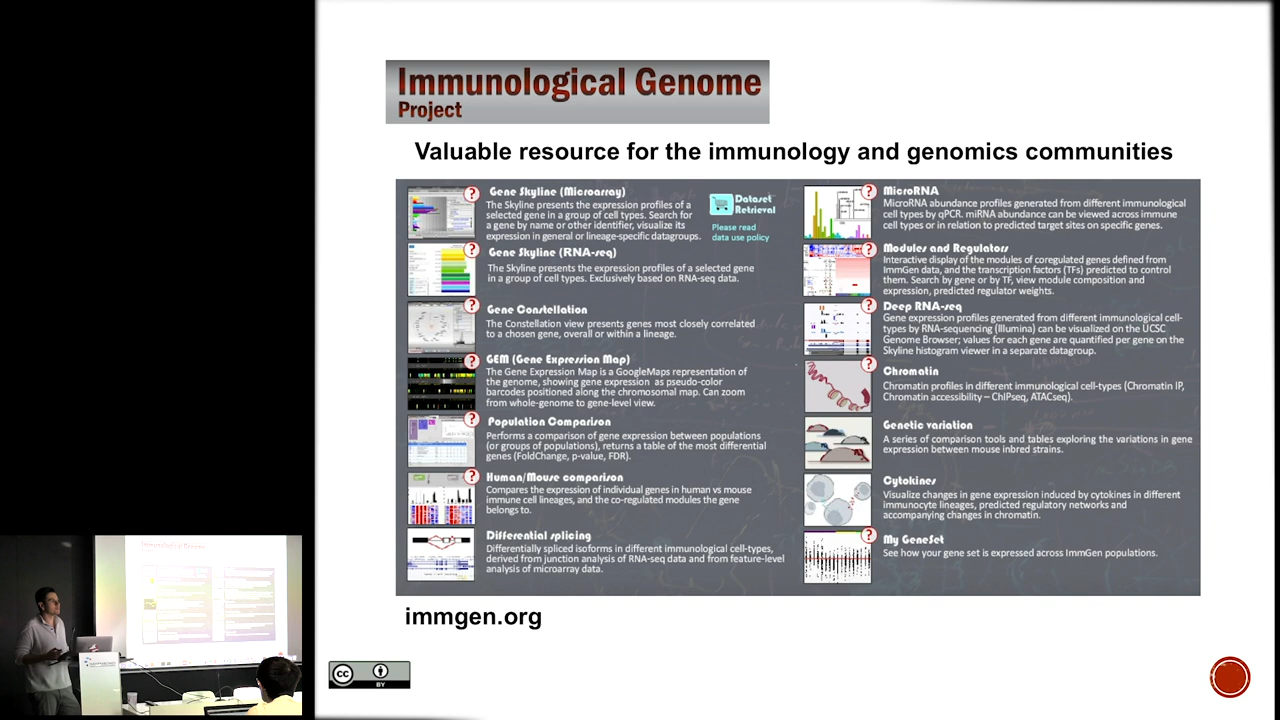 Immunological Genome
Project
Valuable resource for the immunology and genomics communities
?
Gene Skyline (Microarray)
The Skyline presents the expression profiles of a
selected gene in a group of cell types. Search for
a gene by name or other identifier, visualize its
expression in general or lineage-specific datagroups.
Dataset
Retrieval
Please read
data use policy
?
Gene Skyline (RNA-seq)
The Skyline presents the expression profiles of a selected gene
in a group of cell types. Exclusively based on RNA-seq data.
?
Gene Constellation
The Constellation view presents genes most closely correlated
to a chosen gene, overall or within a lineage.
?
GEM (Gene Expression Map)
The Gene Expression Map is a GoogleMaps representation of
the genome, showing gene expression as pseudo-color
barcodes positioned along the chromosomal map. Can zoom
from whole-genome to gene-level view.
?
Population Comparison
Performs a comparison of gene expression between populations
(or groups of populations), returns a table of the most differential
genes (FoldChange, p-value, FDR).
?
Human/Mouse comparison
Compares the expression of individual genes in human vs mouse
immune cell lineages, and the co-regulated modules the gene
belongs to.
Differential splicing
Differentially spliced isoforms in different immunological cell-types,
derived from junction analysis of RNA-seq data and from feature-level
analysis of microarray data.
?
MicroRNA
MicroRNA abundance profiles generated from different immunological
cell types by qPCR. miRNA abundance can be viewed across immune
cell types or in relation to predicted target sites on specific genes.
?
Modules and Regulators
Interactive display of the modules of coregulated genes defined from
ImmGen data, and the transcription factors (TFs) predicted to control
them. Search by gene or by TF, view module composition and
expression, predicted regulator weights.
?
Deep RNA-seq
Gene expression profiles generated from different immunological cell-
types by RNA-sequencing (Illumina) can be visualized on the UCSC
Genome Browser; values for each gene are quantified per gene on the
Skyline histogram viewer in a separate datagroup.
?
Chromatin
Chromatin profiles in different immunological cell-types (Chromatin IP,
Chromatin accessibility – ChIPseq, ATACseq).
Genetic variation
A series of comparison tools and tables exploring the variations in gene
expression between mouse inbred strains.
Cytokines
Visualize changes in gene expression induced by cytokines in different
immunocyte lineages, predicted regulatory networks and
accompanying changes in chromatin.
?
My GeneSet
See how your gene set is expressed across ImmGen populations.
immgen.org
cc
BY
Immunological Genome